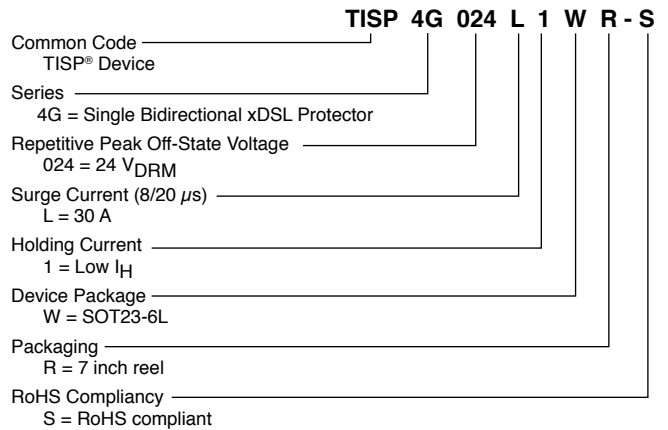 TISP 4G 024 L 1 W R - S
Common Code
TISP® Device
Series
4G = Single Bidirectional xDSL Protector
Repetitive Peak Off-State Voltage
024 = 24 VDRM
Surge Current (8/20 µs)
L = 30 A
Holding Current
1 = Low IH
Device Package
W = SOT23-6L
Packaging
R = 7 inch reel
RoHS Compliancy
S = RoHS compliant